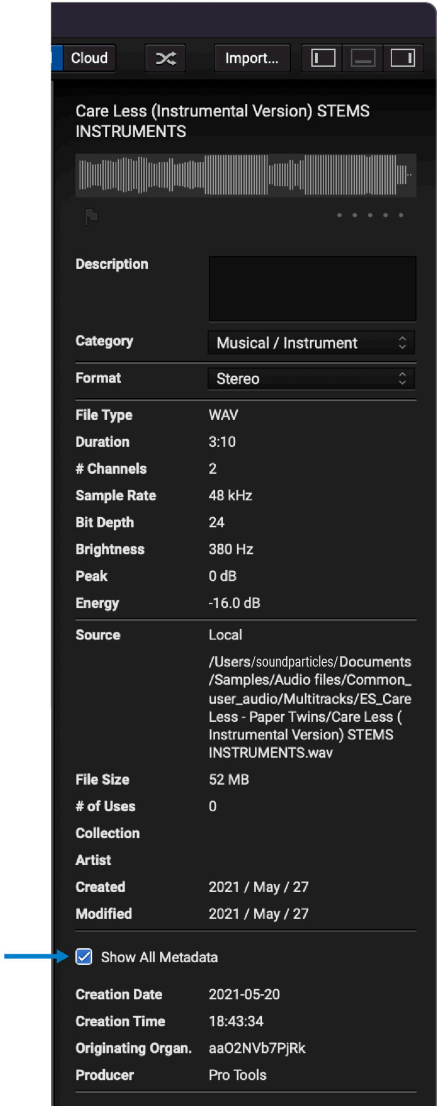 Cloud Import...
Care Less (Instrumental Version) STEMS
INSTRUMENTS
Description
Category Musical / Instrument
Format Stereo
File Type WAV
Duration 3:10
# Channels 2
Sample Rate 48 kHz
Bit Depth 24
Brightness 380 Hz
Peak 0 dB
Energy -16.0 dB
Source Local
/Users/soundparticles/Documents
/Samples/Audio files/Common_
user_audio/Multitracks/ES_Care
Less - Paper Twins/Care Less (
Instrumental Version) STEMS
INSTRUMENTS.wav
File Size 52 MB
# of Uses 0
Collection
Artist
Created 2021 / May / 27
Modified 2021 / May / 27
Show All Metadata
Creation Date 2021-05-20
Creation Time 18:43:34
Originating Organ. aaO2NVb7PjRk
Producer Pro Tools